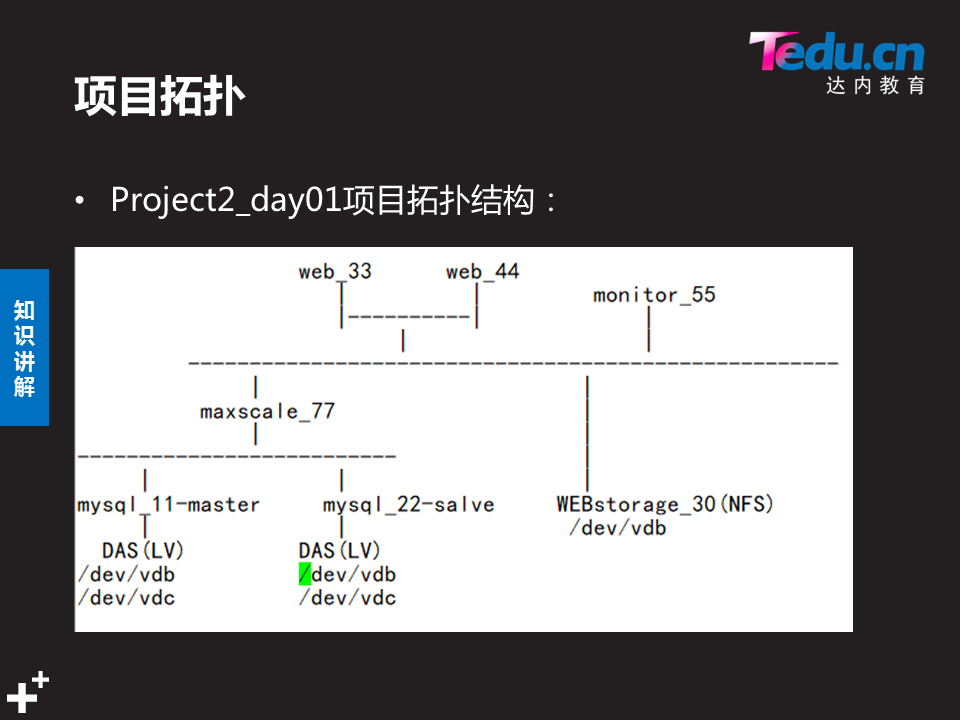 Tedu.cn
达内教育
项目拓扑
• Project2_day01项目拓扑结构：
知识讲解
web_33 web_44
monitor_55
maxscale_77
mysql_11-master mysql_22-salve WEBstorage_30(NFS)
/dev/vdb
DAS(LV) DAS(LV)
/dev/vdb /dev/vdb
/dev/vdc /dev/vdc